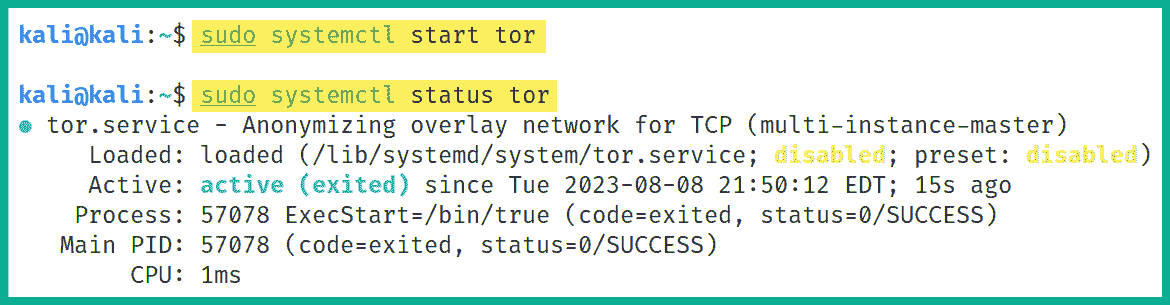 kali@kali:~$ sudo systemctl start tor
kali@kali:~$ sudo systemctl status tor
● tor.service - Anonymizing overlay network for TCP (multi-instance-master)
Loaded: loaded (/lib/systemd/system/tor.service; disabled; preset: disabled)
Active: active (exited) since Tue 2023-08-08 21:50:12 EDT; 15s ago
Process: 57078 ExecStart=/bin/true (code=exited, status=0/SUCCESS)
Main PID: 57078 (code=exited, status=0/SUCCESS)
CPU: 1ms